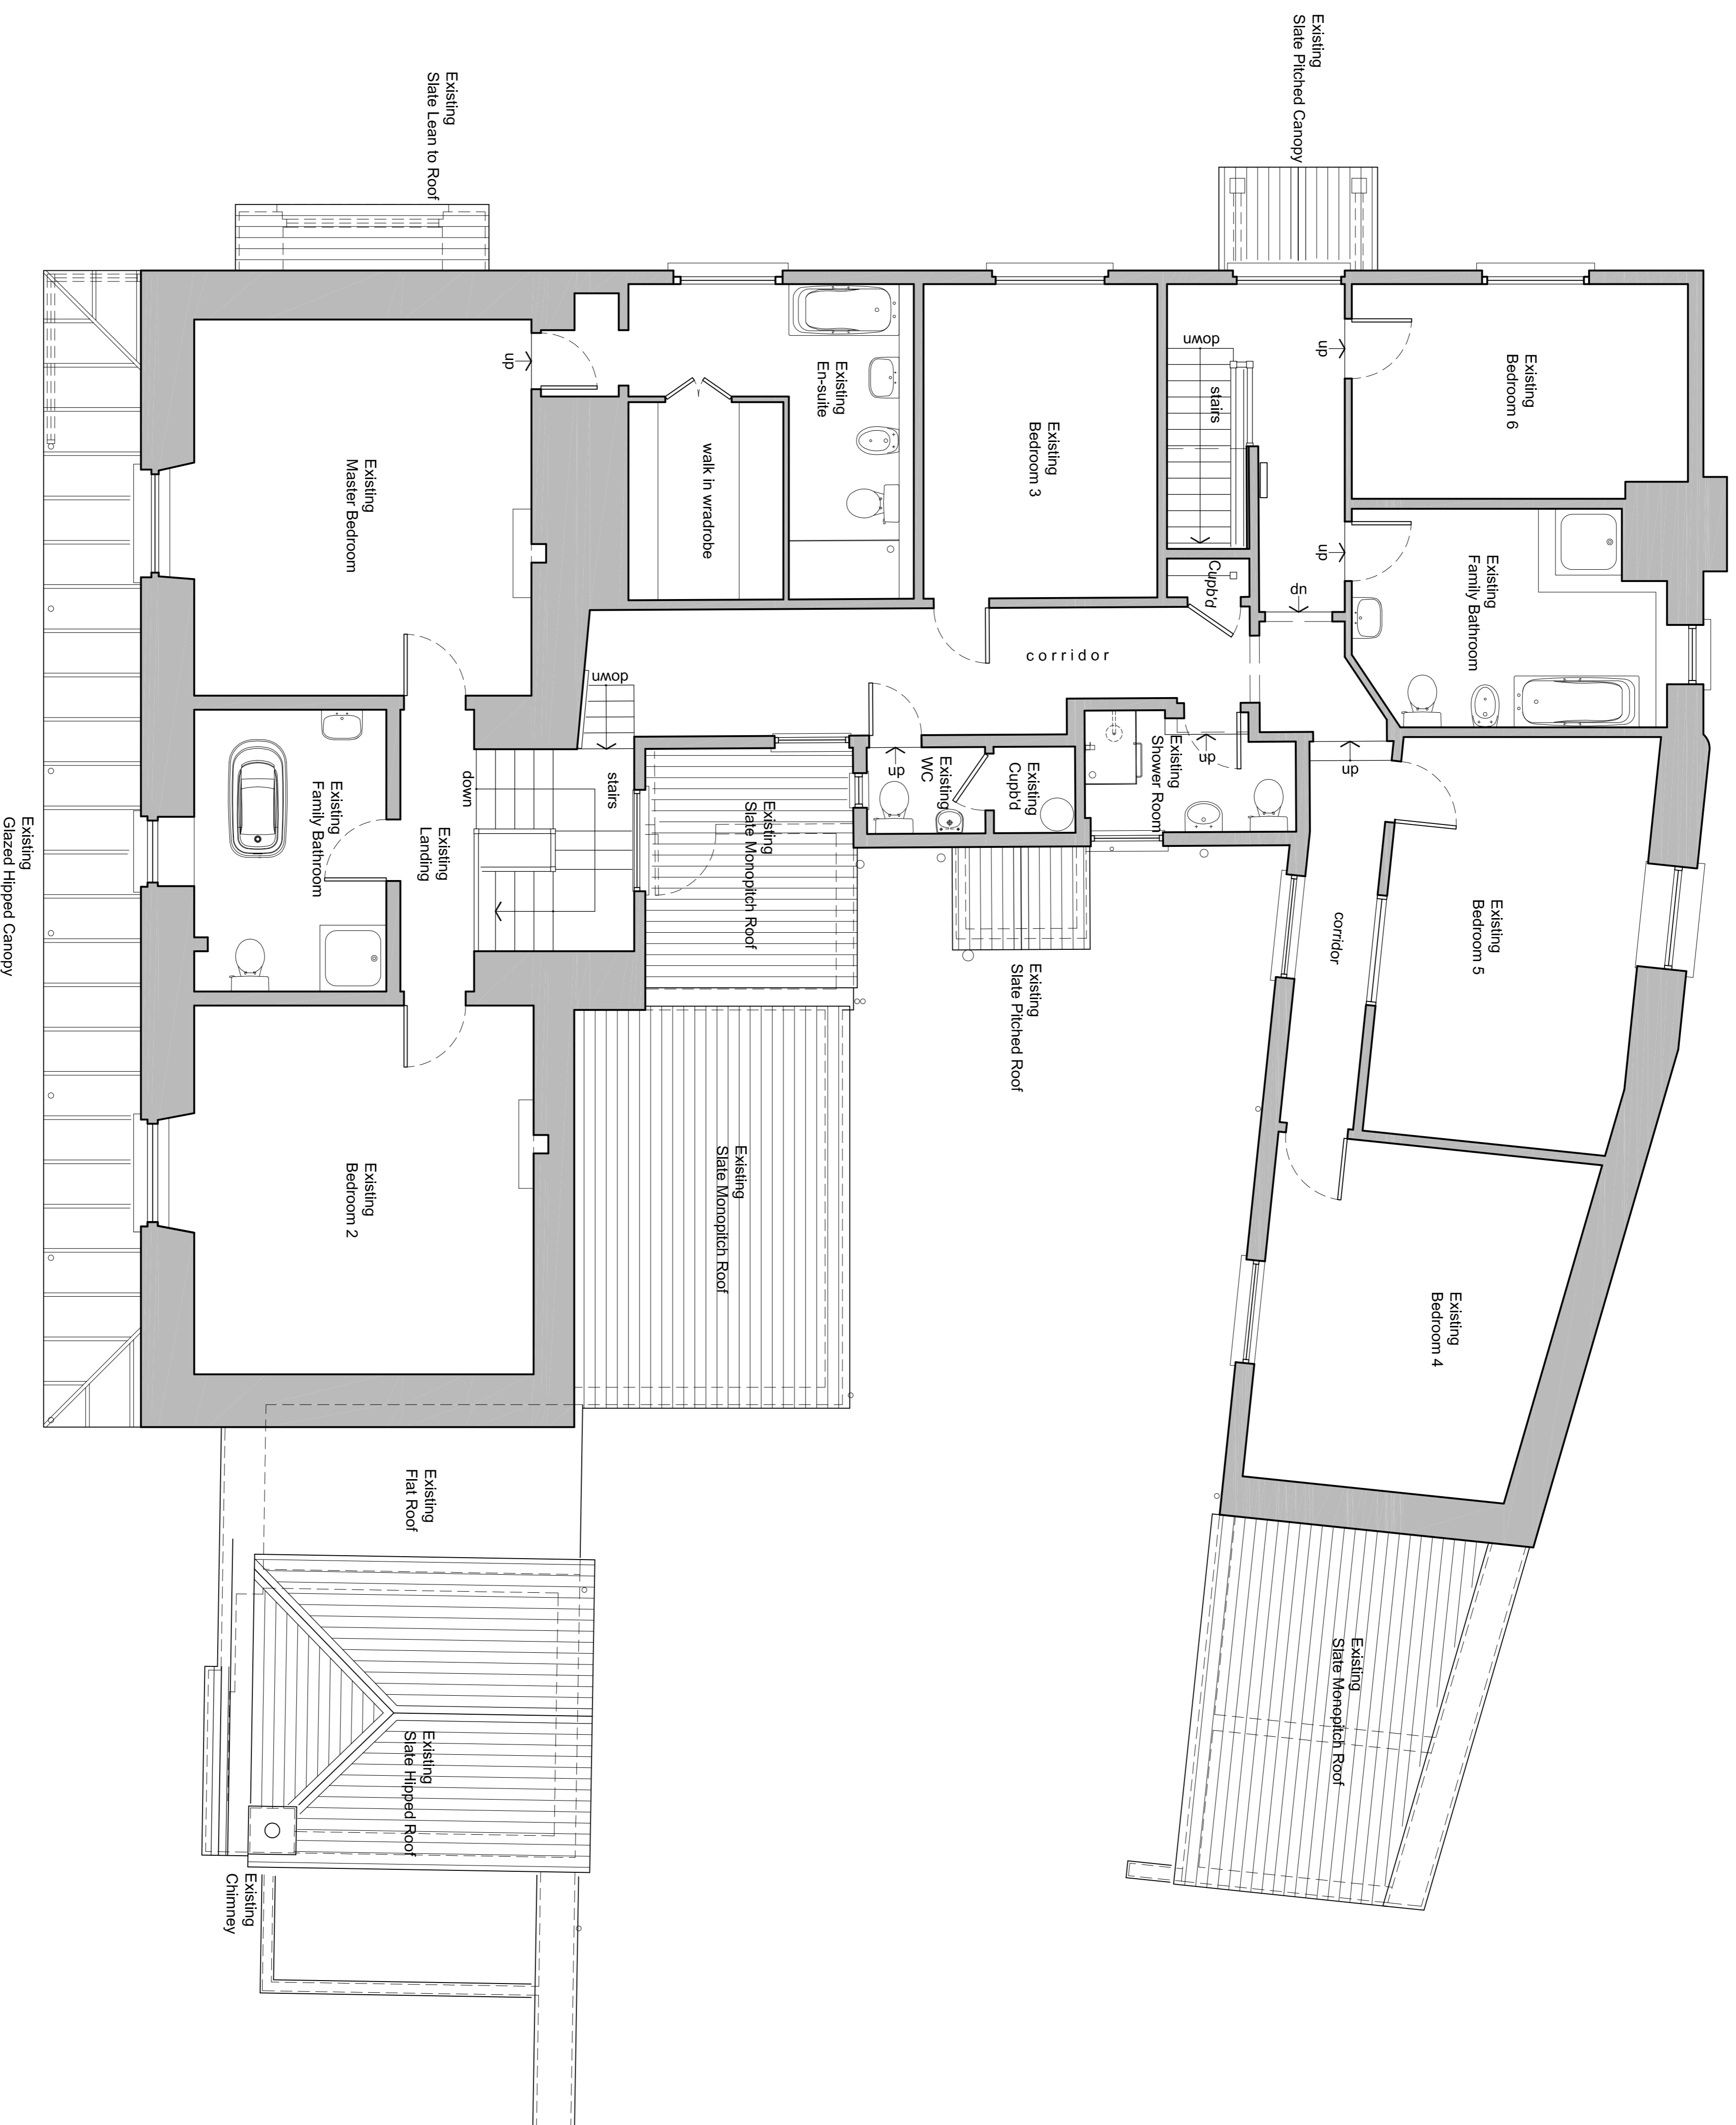 Existing
Slate Pitched Canopy
Existing
Slate Lean to Roof
Existing
Bedroom 6
up
down
stairs
Existing
Bedroom 3
Existing
En-suite
up
walk in wradrobe
Existing
Master Bedroom
Existing
Family Bathroom
up
Cupb'd
up
corridor
down
up
Existing
Shower Room
up
Existing
Cupb'd
Existing
WC
up
stairs
down
Existing
Landing
Existing
Family Bathroom
Existing
Slate Monopitch Roof
Existing
Glazed Hipped Canopy
Existing
Bedroom 5
corridor
Existing
Slate Pitched Roof
Existing
Slate Monopitch Roof
Existing
Bedroom 2
Existing
Bedroom 4
Existing
Flat Roof
Existing
Slate Monopitch Roof
Existing
Slate Hipped Roof
Existing
Chimney